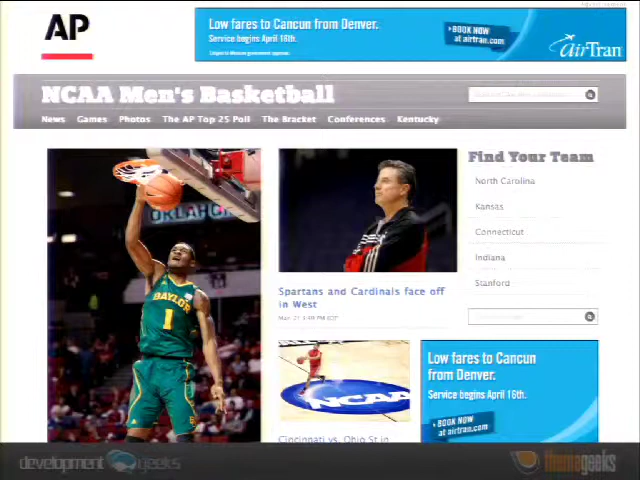 AP
Low fares to Cancun from Denver.
Service begins April 16th.
BOOK NOW
at airtran.com
airTran
NCAA Men's Basketball
News Games Photos The AP Top 25 Poll The Bracket Conferences Kentucky
OKLAHO
BAYLOR
1
Spartans and Cardinals face off
in West
NCAA
Cincinnati vs. Ohio St in
Find Your Team
North Carolina
Kansas
Connecticut
Indiana
Stanford
Low fares to Cancun
from Denver.
Service begins April 16th.
BOOK NOW
at airtran.com
development geeks
themegeeks